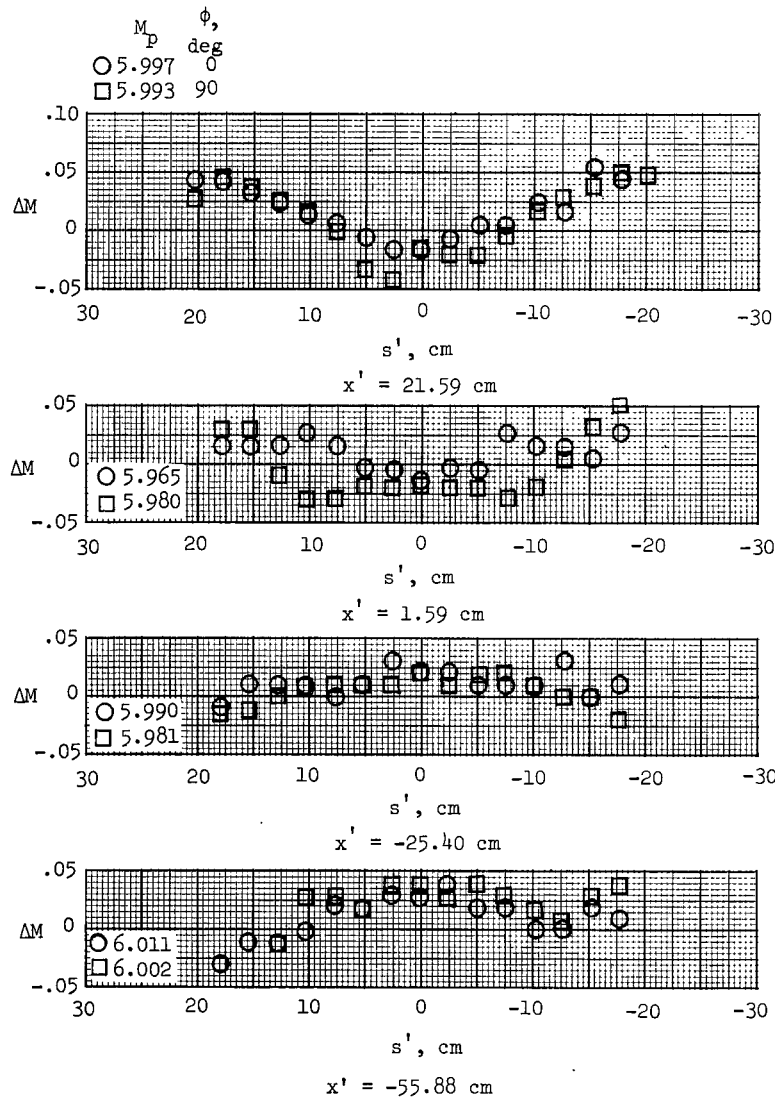 M_p ϕ, deg
○ 5.997 0
□ 5.993 90
.10
.05
ΔM
0
-.05
30 20 10 0 -10 -20 -30
s', cm
x' = 21.59 cm
.05
ΔM 0
○ 5.965
□ 5.980
-.05
30 20 10 0 -10 -20 -30
s', cm
x' = 1.59 cm
.05
ΔM 0
○ 5.990
□ 5.981
-.05
30 20 10 0 -10 -20 -30
s', cm
x' = -25.40 cm
.05
ΔM 0
○ 6.011
□ 6.002
-.05
30 20 10 0 -10 -20 -30
s', cm
x' = -55.88 cm